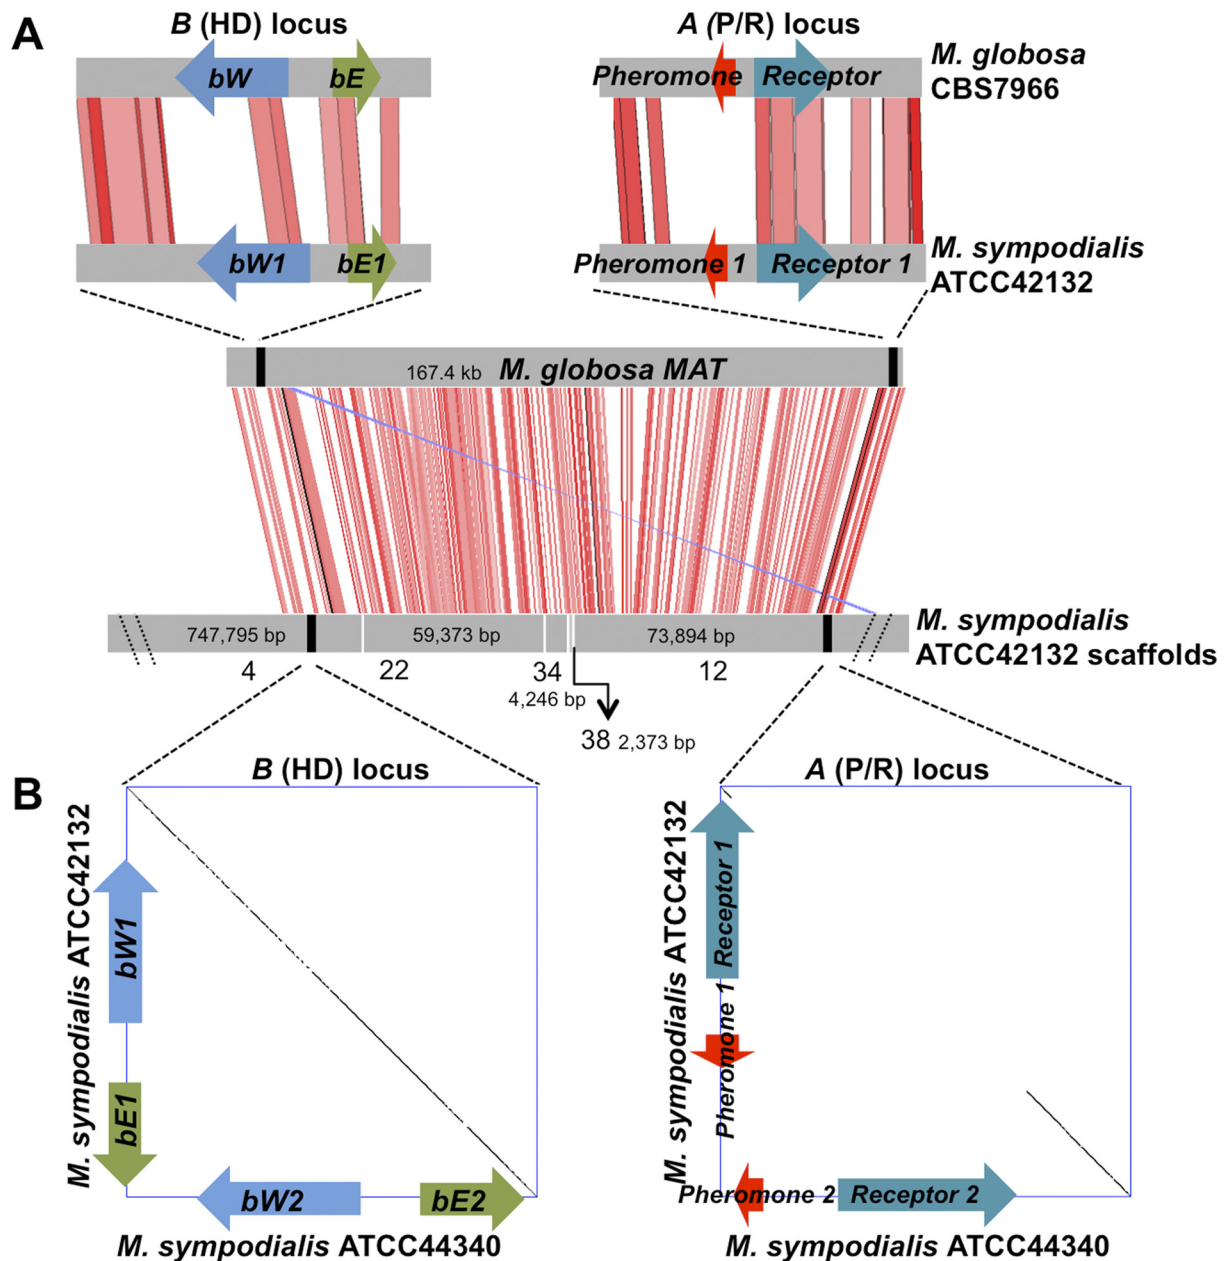 A
B (HD) locus
A (P/R) locus
bW
bE
Pheromone
Receptor
M. globosa
CBS7966
bW1
bE1
Pheromone 1
Receptor 1
M. sympodialis
ATCC42132
167.4 kb
M. globosa MAT
747,795 bp
59,373 bp
73,894 bp
M. sympodialis
ATCC42132 scaffolds
4
22
34
12
4,246 bp
38 2,373 bp
B
B (HD) locus
A (P/R) locus
M. sympodialis ATCC42132
bW1
bE1
bW2
bE2
M. sympodialis ATCC44340
M. sympodialis ATCC42132
Receptor 1
Pheromone 1
Pheromone 2
Receptor 2
M. sympodialis ATCC44340